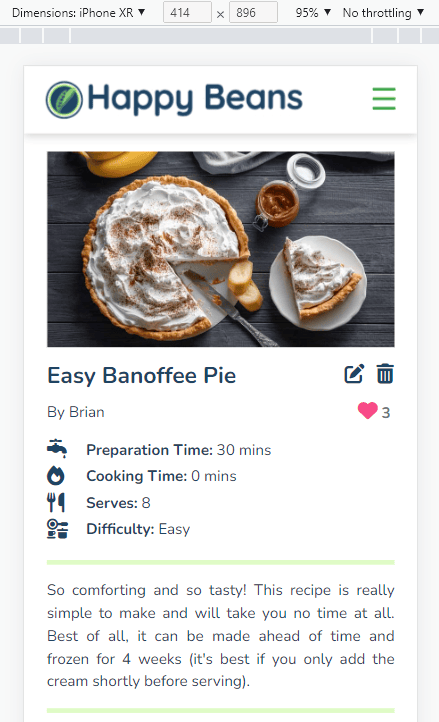 Dimensions: iPhone XR ▼ 414 × 896 95% ▼ No throttling ▼
Happy Beans
Easy Banoffee Pie
By Brian
3
Preparation Time: 30 mins
Cooking Time: 0 mins
Serves: 8
Difficulty: Easy
So comforting and so tasty! This recipe is really
simple to make and will take you no time at all.
Best of all, it can be made ahead of time and
frozen for 4 weeks (it's best if you only add the
cream shortly before serving).